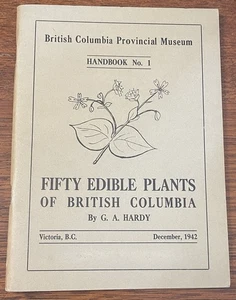 British Columbia Provincial Museum
HANDBOOK No. 1
FIFTY EDIBLE PLANTS
OF BRITISH COLUMBIA
By G. A. HARDY
Victoria, B.C. December, 1942